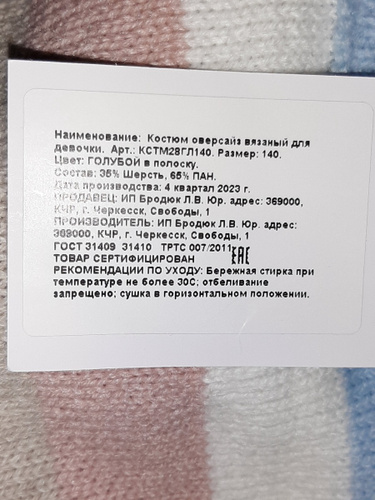 Наименование: Костюм оверсайз вязаный для
девочки. Арт.: КСТМ28ГЛ140. Размер: 140.
Цвет: ГОЛУБОЙ в полоску.
Состав: 35% Шерсть, 65% ПАН.
Дата производства: 4 квартал 2023 г.
ПРОДАВЕЦ: ИП Бродюк Л.В. Юр. адрес: 369000,
КЧР, г. Черкесск, Свободы, 1
ПРОИЗВОДИТЕЛЬ: ИП Бродюк Л.В. Юр. адрес:
369000, КЧР, г. Черкесск, Свободы, 1
ГОСТ 31409 31410 ТРТС 007/2011 EAC
ТОВАР СЕРТИФИЦИРОВАН
РЕКОМЕНДАЦИИ ПО УХОДУ: Бережная стирка при
температуре не более 30С; отбеливание
запрещено; сушка в горизонтальном положении.